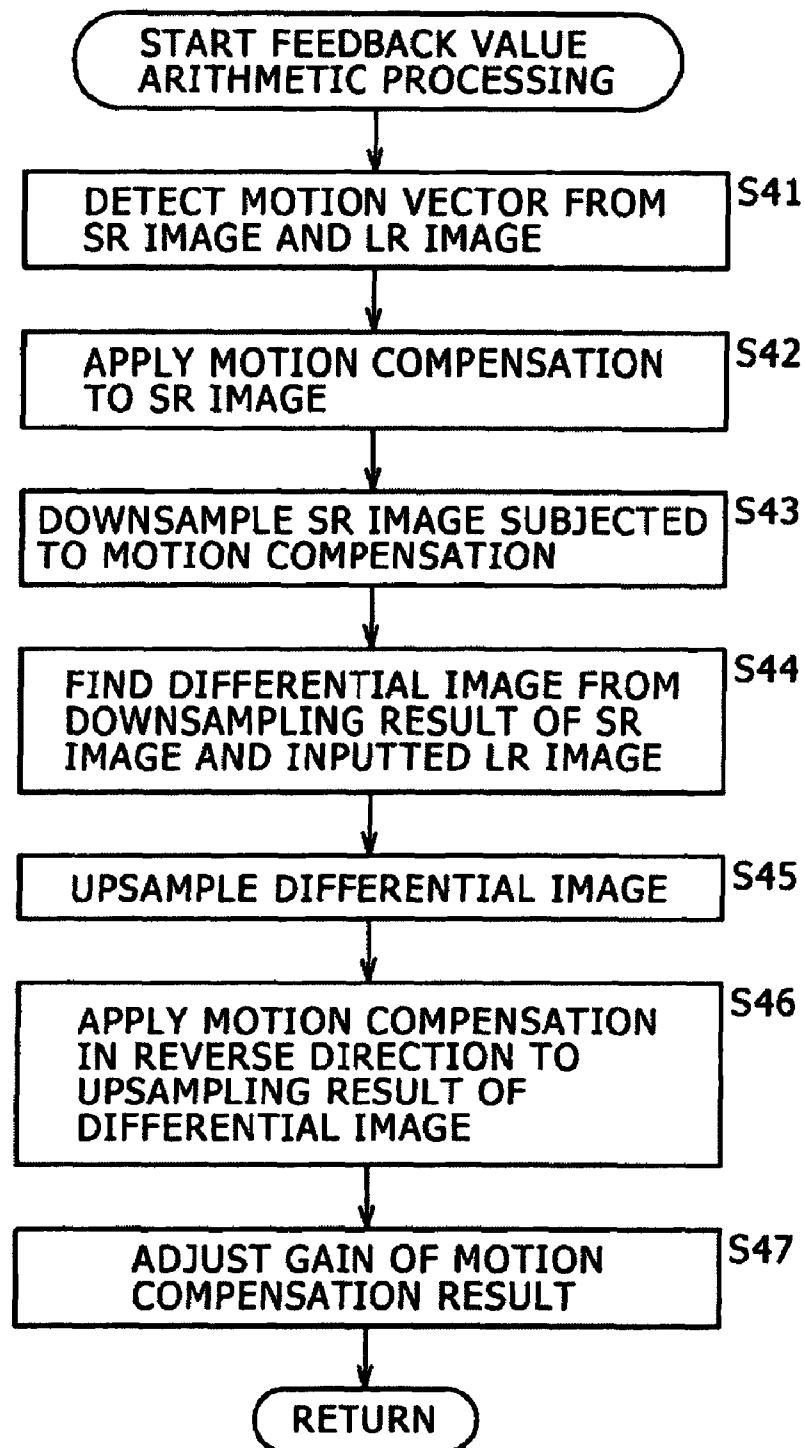 START FEEDBACK VALUE
ARITHMETIC PROCESSING
S41
DETECT MOTION VECTOR FROM
SR IMAGE AND LR IMAGE
S42
APPLY MOTION COMPENSATION
TO SR IMAGE
S43
DOWNSAMPLE SR IMAGE SUBJECTED
TO MOTION COMPENSATION
S44
FIND DIFFERENTIAL IMAGE FROM
DOWNSAMPLING RESULT OF SR
IMAGE AND INPUTTED LR IMAGE
S45
UPSAMPLE DIFFERENTIAL IMAGE
S46
APPLY MOTION COMPENSATION
IN REVERSE DIRECTION TO
UPSAMPLING RESULT OF
DIFFERENTIAL IMAGE
S47
ADJUST GAIN OF MOTION
COMPENSATION RESULT
RETURN